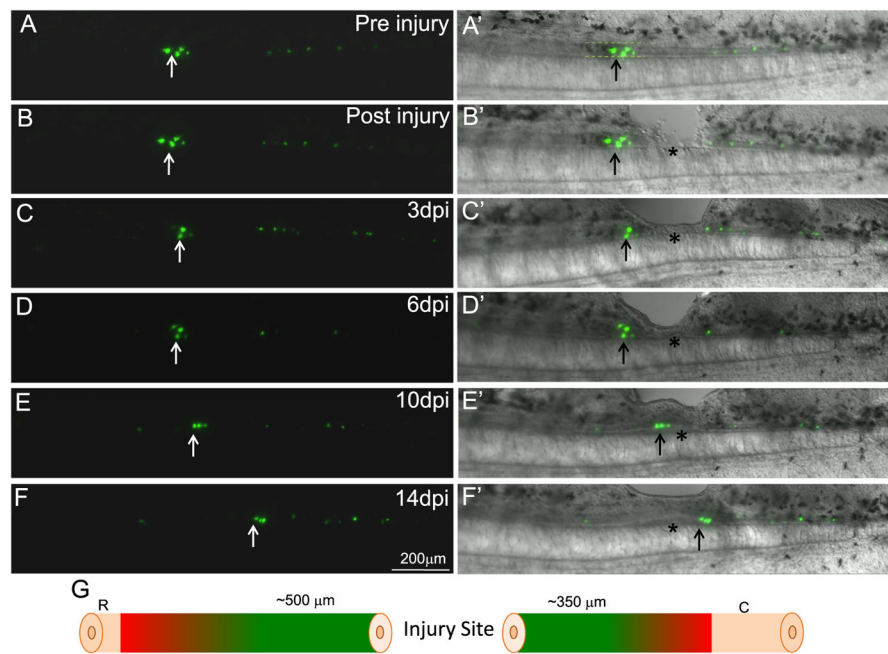 A Pre injury A'
B Post injury B'
* 
C 3dpi C'
*
D 6dpi D'
*
E 10dpi E'
*
F 14dpi F'
*
200µm
G
R ~500 µm ~350 µm C
Injury Site